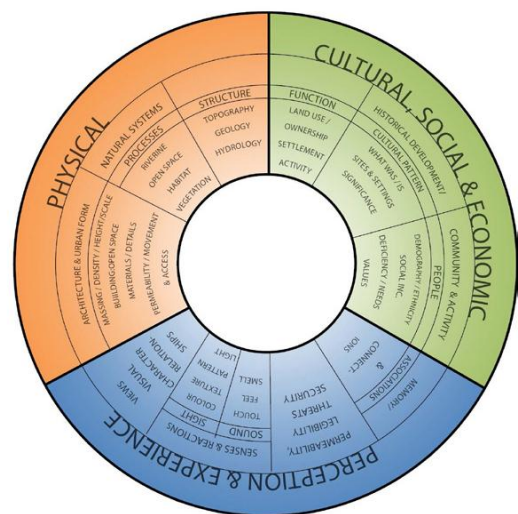 PHYSICAL
NATURAL SYSTEMS
PROCESSES
RIVERINE
OPEN SPACE
HABITAT
VEGETATION
STRUCTURE
TOPOGRAPHY
GEOLOGY
HYDROLOGY
ARCHITECTURE & URBAN FORM
MASSING / DENSITY / HEIGHT/SCALE
BUILDING:OPEN SPACE
MATERIALS / DETAILS
PERMEABILITY / MOVEMENT
& ACCESS
CULTURAL, SOCIAL & ECONOMIC
FUNCTION
LAND USE /
OWNERSHIP
SETTLEMENT
ACTIVITY
HISTORICAL DEVELOPMENT/
CULTURAL PATTERN
WHAT WAS / IS
SITES & SETTINGS
SIGNIFICANCE
COMMUNITY & ACTIVITY
PEOPLE
DEMOGRAPHY / ETHNICITY
SOCIAL INC.
DEFICIENCY / NEEDS
VALUES
PERCEPTION & EXPERIENCE
MEMORY/
ASSOCIATIONS
&
CONNECT-
IONS
PERMEABILITY,
LEGIBILITY
THREATS
SECURITY
SENSES & REACTIONS
SOUND
TOUCH
FEEL
SMELL
SIGHT
COLOUR
TEXTURE
PATTERN
LIGHT
VIEWS
VISUAL
CHARACTER
RELATION-
SHIPS